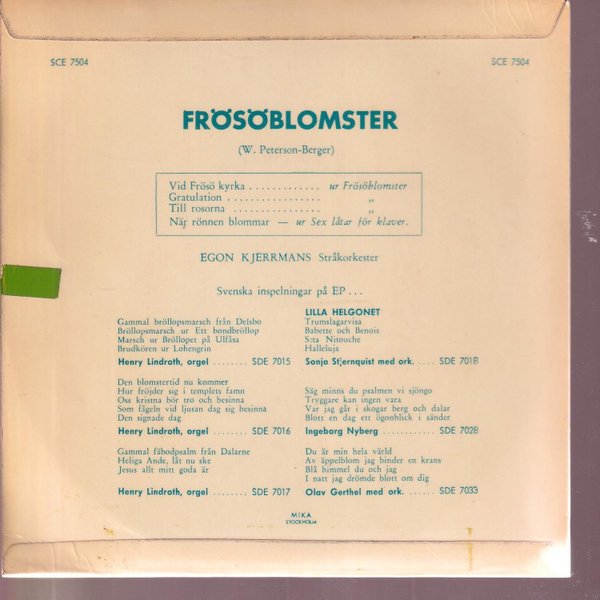 SCE 7504
SCE 7504
FRÖSÖBLOMSTER
(W. Peterson-Berger)
Vid Frösö kyrka ............. ur Frösöblomster
Gratulation ................. „
Till rosorna ................ „
När rönnen blommar — ur Sex låtar för klaver.
EGON KJERRMANS Stråkorkester
Svenska inspelningar på EP ...
Gammal bröllopsmarsch från Delsbo
Bröllopsmarsch ur Ett bondbröllop
Marsch ur Bröllopet på Ulfåsa
Brudkören ur Lohengrin
Henry Lindroth, orgel ........ SDE 7015
LILLA HELGONET
Trumslagarvisa
Babette och Benois
S:ta Nitouche
Halleluja
Sonja Stjernquist med ork. .... SDE 7018
Den blomstertid nu kommer
Hur fröjder sig i templets famn
Oss kristna bör tro och besinna
Som fågeln vid ljusan dag sig besinna
Den signade dag
Henry Lindroth, orgel ........ SDE 7016
Säg minns du psalmen vi sjöngo
Tryggare kan ingen vara
Var jag går i skogar berg och dalar
Blott en dag ett ögonblick i sänder
Ingeborg Nyberg ............ SDE 7028
Gammal fäbodpsalm från Dalarne
Heliga Ande, låt nu ske
Jesus allt mitt goda är
Henry Lindroth, orgel ........ SDE 7017
Du är min hela värld
Av äppelblom jag binder en krans
Blå himmel du och jag
I natt jag drömde blott om dig
Olav Gerthel med ork. ...... SDE 7033
MIKA
STOCKHOLM